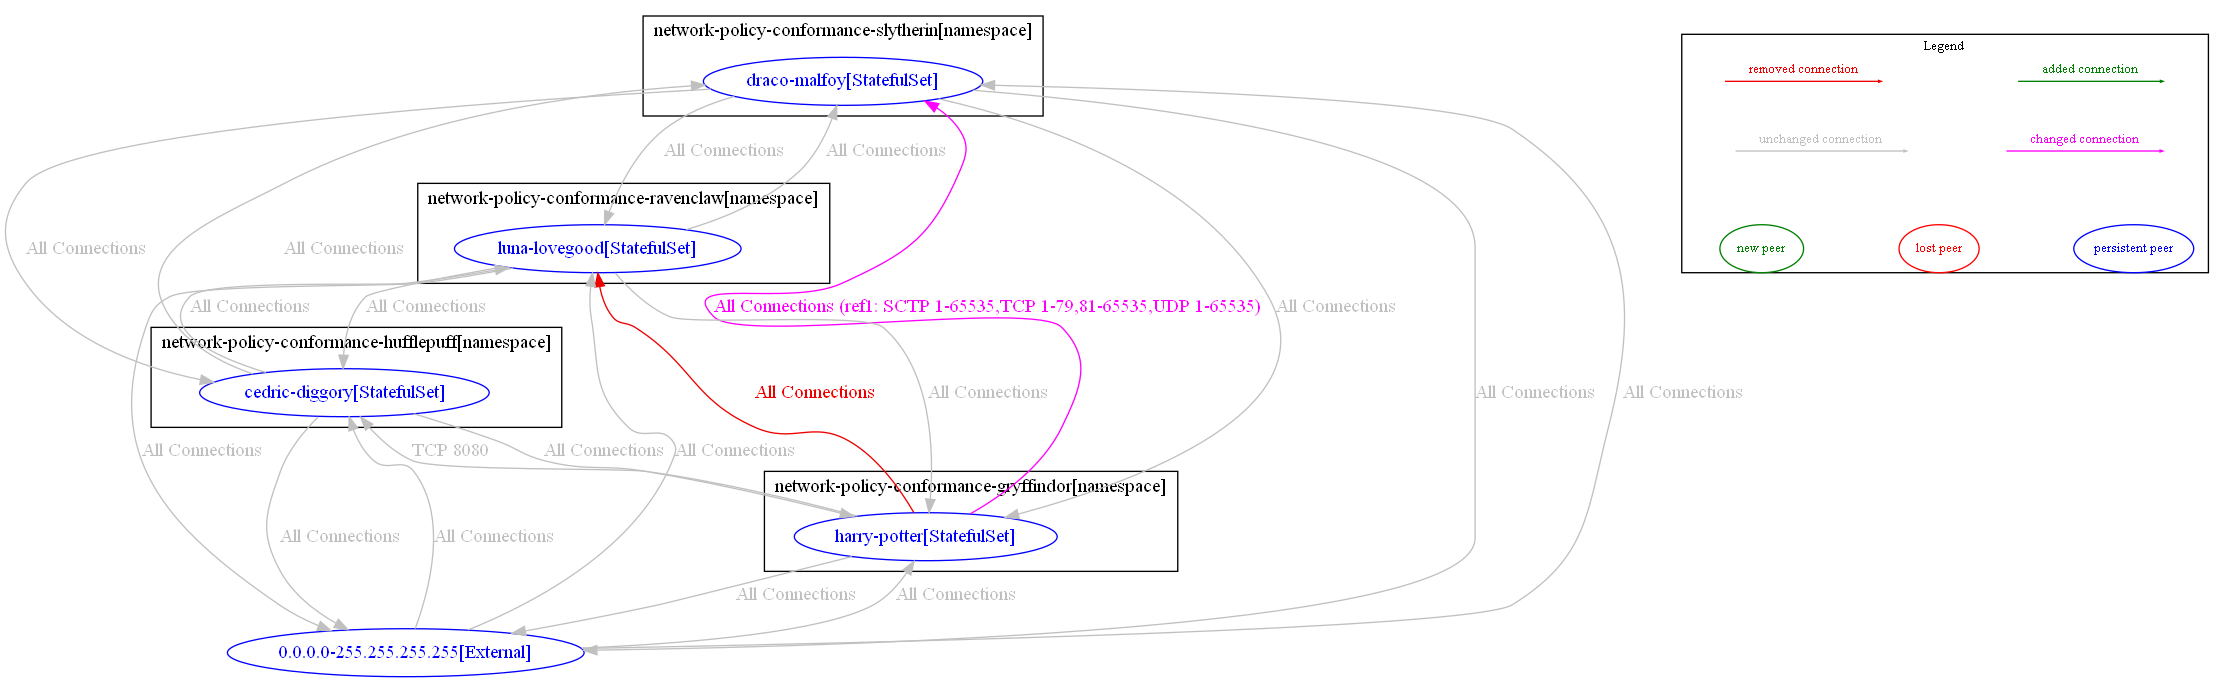 network-policy-conformance-slytherin[namespace]
draco-malfoy[StatefulSet]
Legend
removed connection
added connection
unchanged connection
changed connection
new peer
lost peer
persistent peer
All Connections
All Connections
network-policy-conformance-ravenclaw[namespace]
luna-lovegood[StatefulSet]
All Connections
All Connections
All Connections
All Connections
All Connections (ref1: SCTP 1-65535,TCP 1-79,81-65535,UDP 1-65535)
All Connections
network-policy-conformance-hufflepuff[namespace]
cedric-diggory[StatefulSet]
All Connections
All Connections
All Connections
All Connections
All Connections
TCP 8080
All Connections
All Connections
network-policy-conformance-gryffindor[namespace]
harry-potter[StatefulSet]
All Connections
All Connections
All Connections
All Connections
0.0.0.0-255.255.255.255[External]